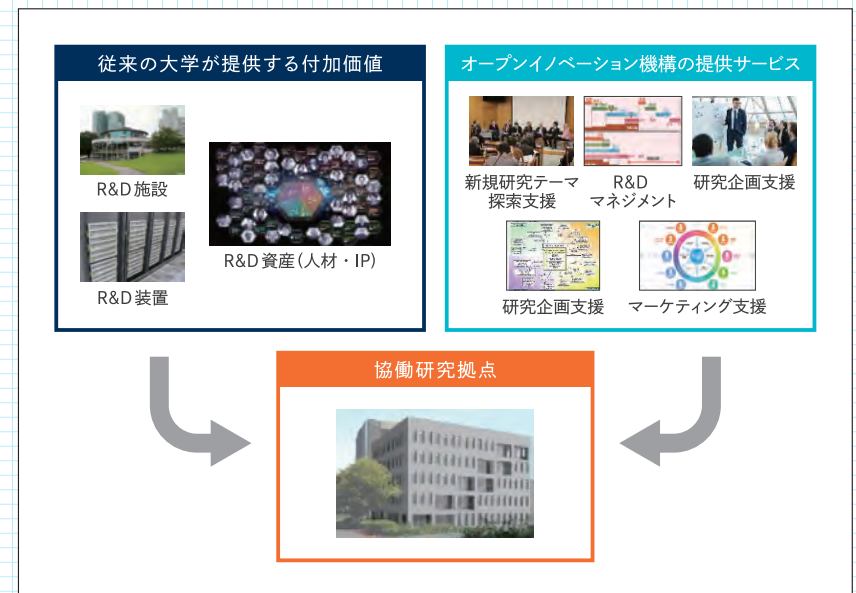 従来の大学が提供する付加価値
R&D施設
R&D装置
R&D資産(人材・IP)
オープンイノベーション機構の提供サービス
新規研究テーマ
探索支援
R&D
マネジメント
研究企画支援
研究企画支援
マーケティング支援
協働研究拠点